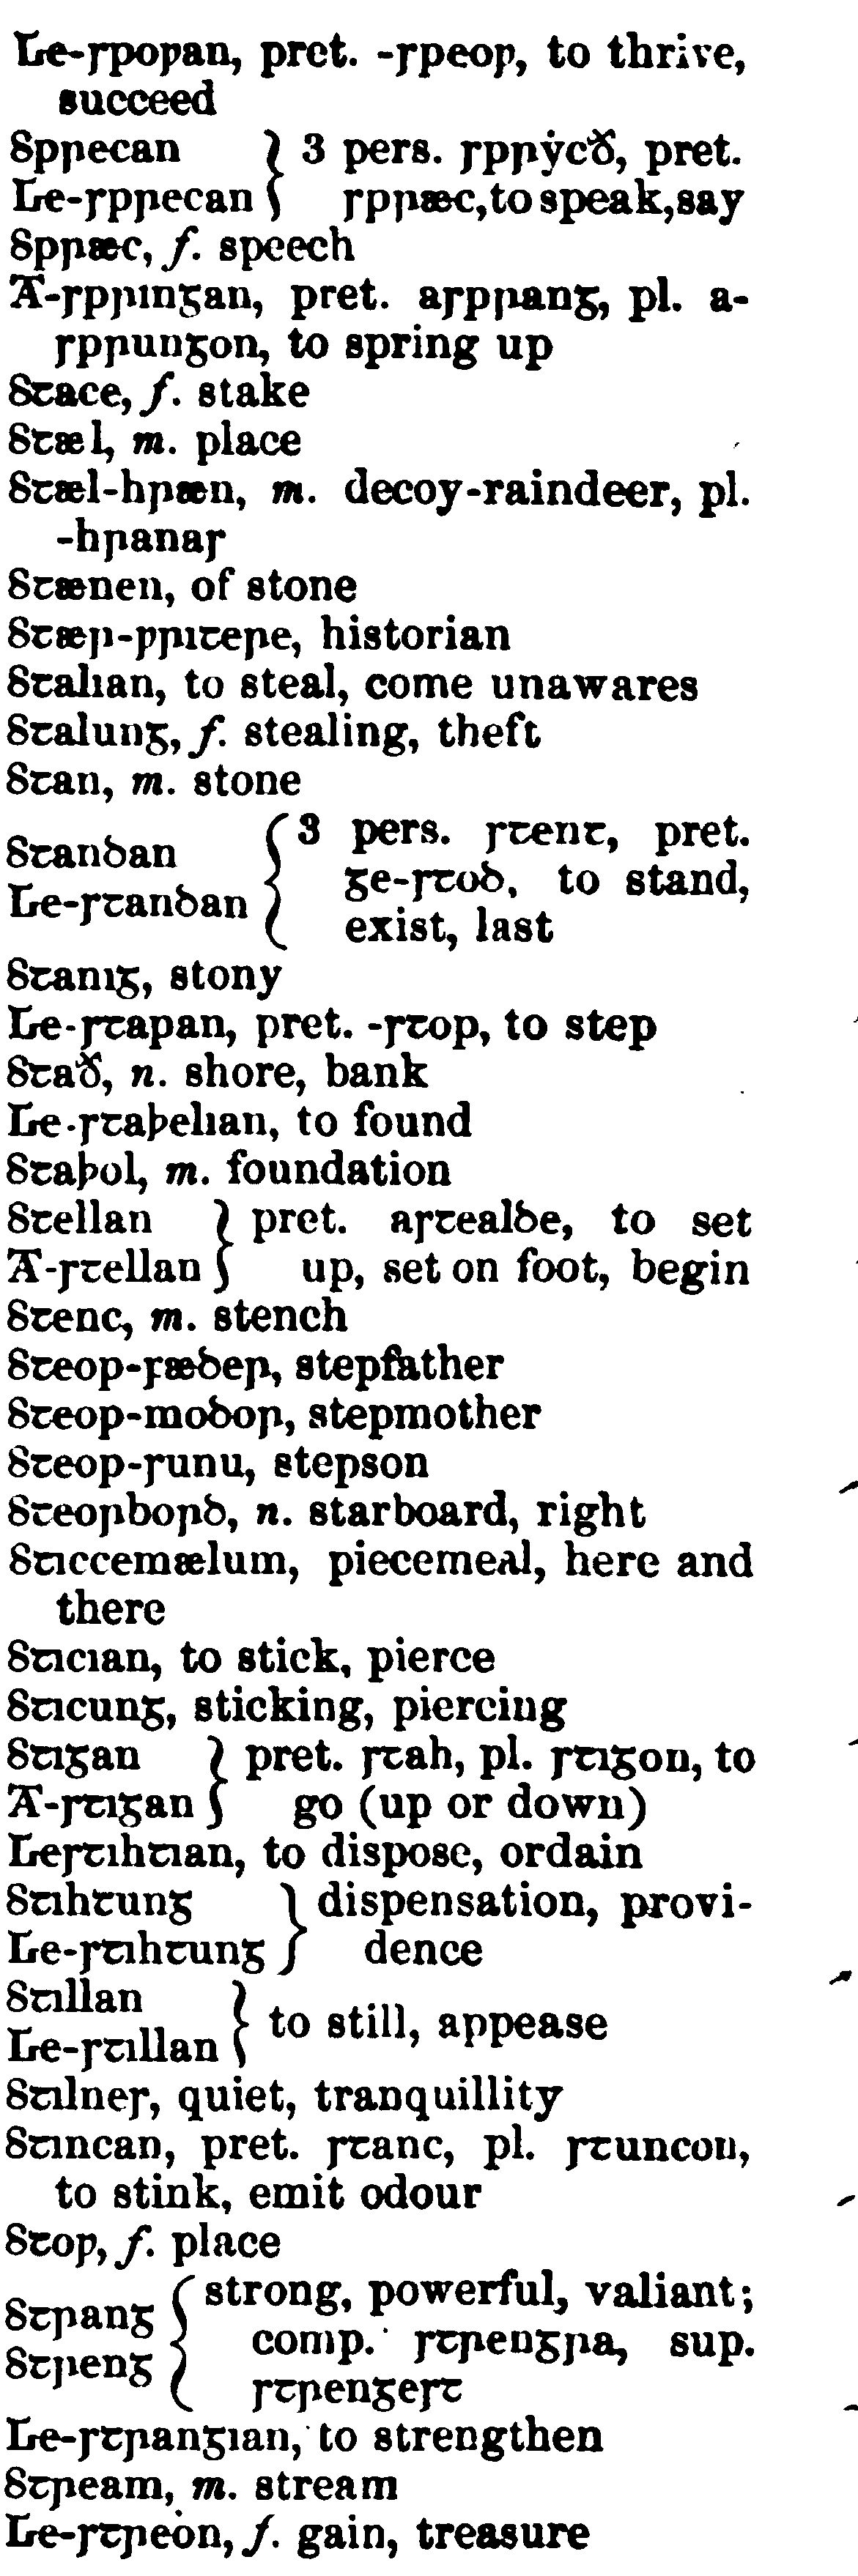 Ge-spoƿan, pret. -speoƿ, to thrive,
succeed
Sprecan } 3 pers. sprẏcð, pret.
Ge-sprecan } spræc, to speak, say
Spræc, f. speech
Ā-springan, pret. asprang, pl. a-
sprungon, to spring up
Stace, f. stake
Stæl, m. place
Stæl-hræn, m. decoy-raindeer, pl.
-hranas
Stænen, of stone
Stær-ƿritere, historian
Stalian, to steal, come unawares
Stalung, f. stealing, theft
Stan, m. stone
Standan { 3 pers. stent, pret.
Ge-standan { ge-stod, to stand,
exist, last
Stanig, stony
Ge-stapan, pret. -stop, to step
Stað, n. shore, bank
Ge-staþelian, to found
Staþol, m. foundation
Stellan } pret. astealde, to set
Ā-stellan } up, set on foot, begin
Stenc, m. stench
Steop-fæder, stepfather
Steop-modor, stepmother
Steop-sunu, stepson
Steorbord, n. starboard, right
Sticcemælum, piecemeal, here and
there
Stician, to stick, pierce
Sticung, sticking, piercing
Stigan } pret. stah, pl. stigon, to
Ā-stigan } go (up or down)
Gestihtian, to dispose, ordain
Stihtung } dispensation, provi-
Ge-stihtung } dence
Stillan
Ge-stillan } to still, appease
Stilnes, quiet, tranquillity
Stincan, pret. stanc, pl. stuncon,
to stink, emit odour
Stoƿ, f. place
Strang { strong, powerful, valiant;
Streng { comp. strengra, sup.
strengest
Ge-strangian, to strengthen
Stream, m. stream
Ge-streòn, f. gain, treasure